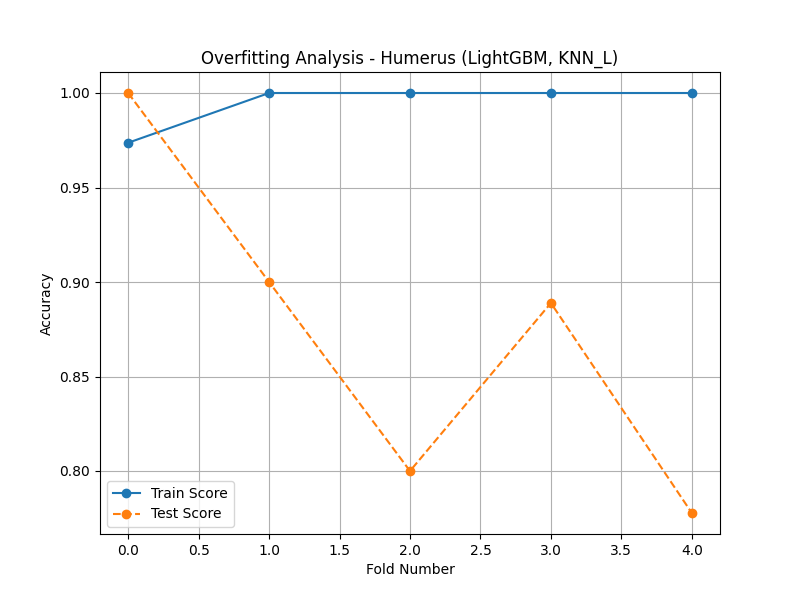 Overfitting Analysis - Humerus (LightGBM, KNN_L)
1.00
0.95
0.90
0.85
0.80
Accuracy
Train Score
Test Score
0.0 0.5 1.0 1.5 2.0 2.5 3.0 3.5 4.0
Fold Number